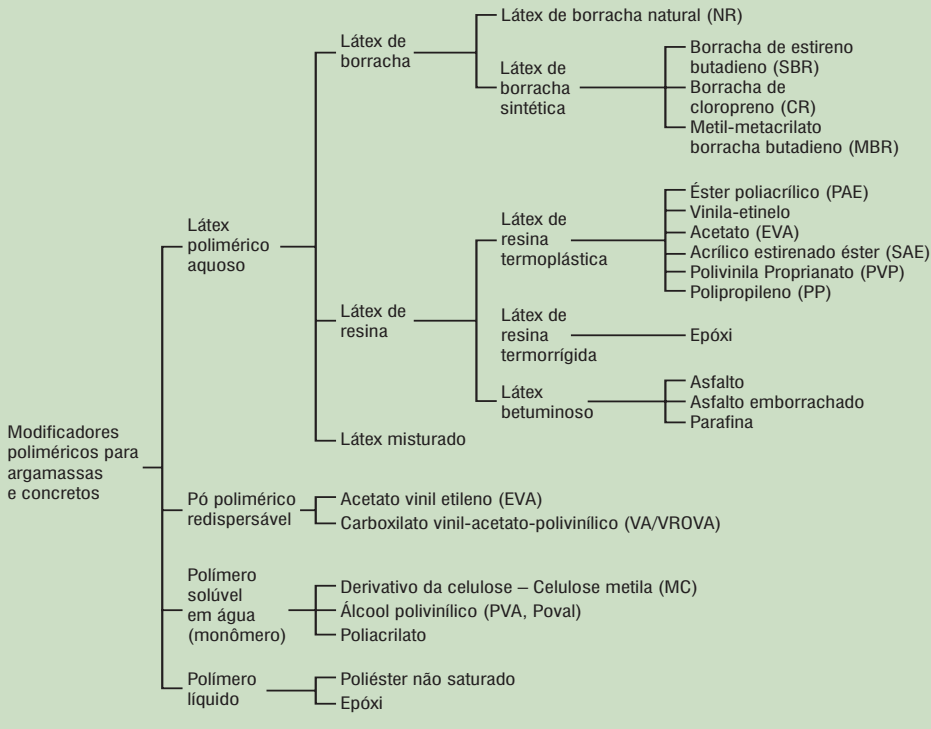 Modificadores
poliméricos para
argamassas
e concretos
Látex
polimérico
aquoso
Látex de
borracha
Látex de borracha natural (NR)
Látex de
borracha
sintética
Borracha de estireno
butadieno (SBR)
Borracha de
cloropreno (CR)
Metil-metacrilato
borracha butadieno (MBR)
Látex de
resina
Látex de
resina
termoplástica
Éster poliacrílico (PAE)
Vinila-etinelo
Acetato (EVA)
Acrílico estirenado éster (SAE)
Polivinila Proprianato (PVP)
Polipropileno (PP)
Látex de
resina
termorrígida
Epóxi
Látex
betuminoso
Asfalto
Asfalto emborrachado
Parafina
Látex misturado
Pó polimérico
redispersável
Acetato vinil etileno (EVA)
Carboxilato vinil-acetato-polivinílico (VA/VROVA)
Polímero
solúvel
em água
(monômero)
Derivativo da celulose – Celulose metila (MC)
Álcool polivinílico (PVA, Poval)
Poliacrilato
Polímero
líquido
Poliéster não saturado
Epóxi